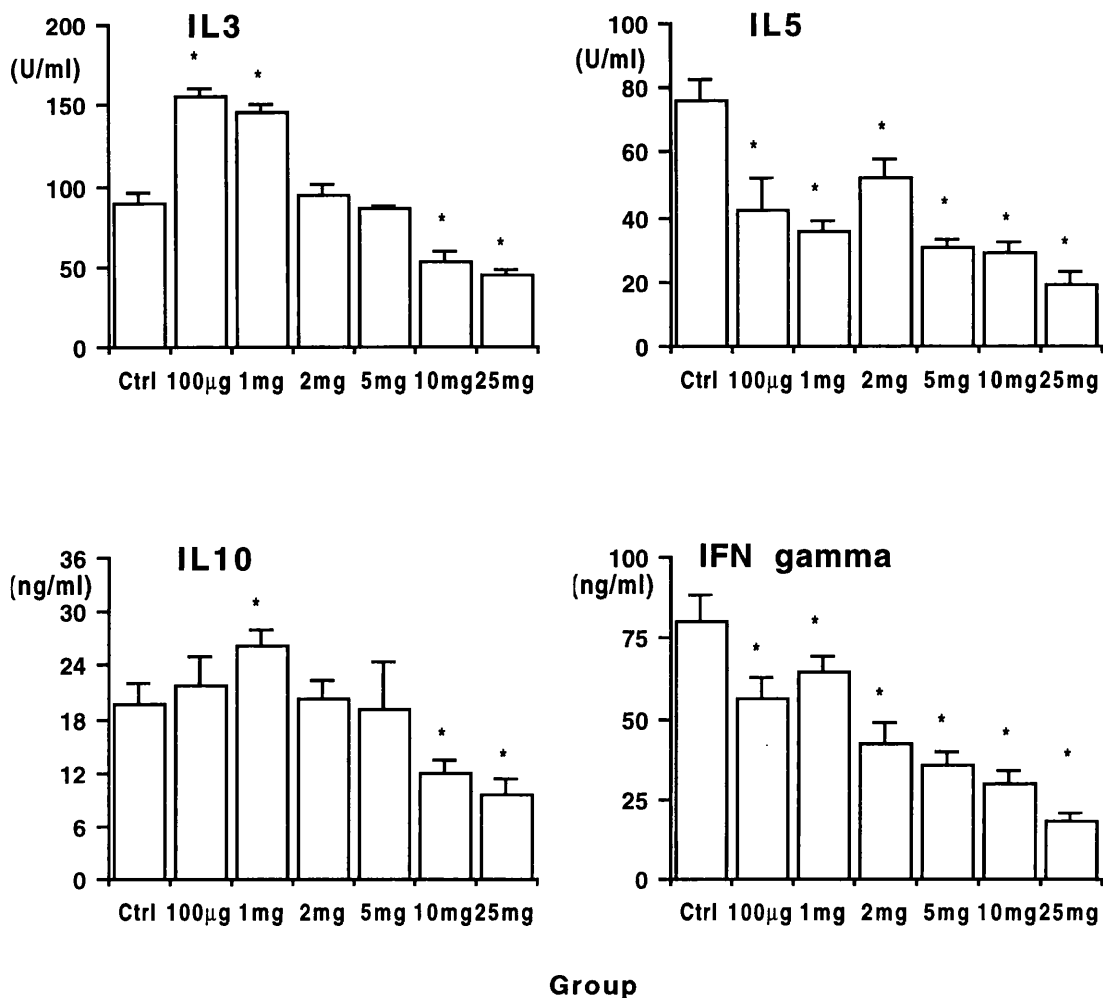 IL3
200
(U/ml)
150
100
50
0
* * * *
Ctrl 100μg 1mg 2mg 5mg 10mg 25mg
IL5
100
(U/ml)
80
60
40
20
0
* * * * * *
Ctrl 100μg 1mg 2mg 5mg 10mg 25mg
IL10
36
(ng/ml)
30
24
18
12
6
0
* * *
Ctrl 100μg 1mg 2mg 5mg 10mg 25mg
IFN gamma
100
(ng/ml)
75
50
25
0
* * * * * *
Ctrl 100μg 1mg 2mg 5mg 10mg 25mg
Group